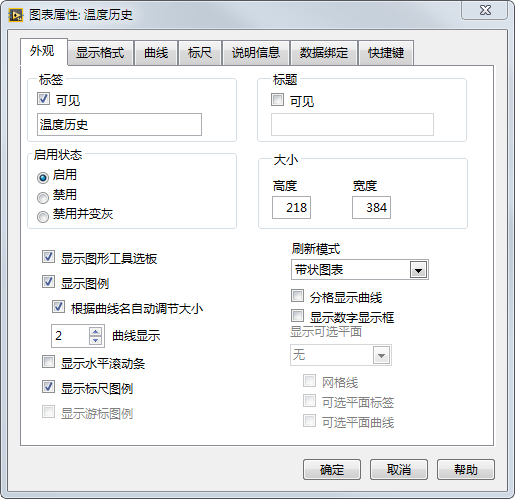 图表属性: 温度历史
外观 显示格式 曲线 标尺 说明信息 数据绑定 快捷键
标签
可见
温度历史
标题
可见
启用状态
启用
禁用
禁用并变灰
大小
高度 宽度
218 384
显示图形工具选板
显示图例
根据曲线名自动调节大小
2 曲线显示
显示水平滚动条
显示标尺图例
显示游标图例
刷新模式
带状图表
分格显示曲线
显示数字显示框
显示可选平面
无
网格线
可选平面标签
可选平面曲线
确定 取消 帮助